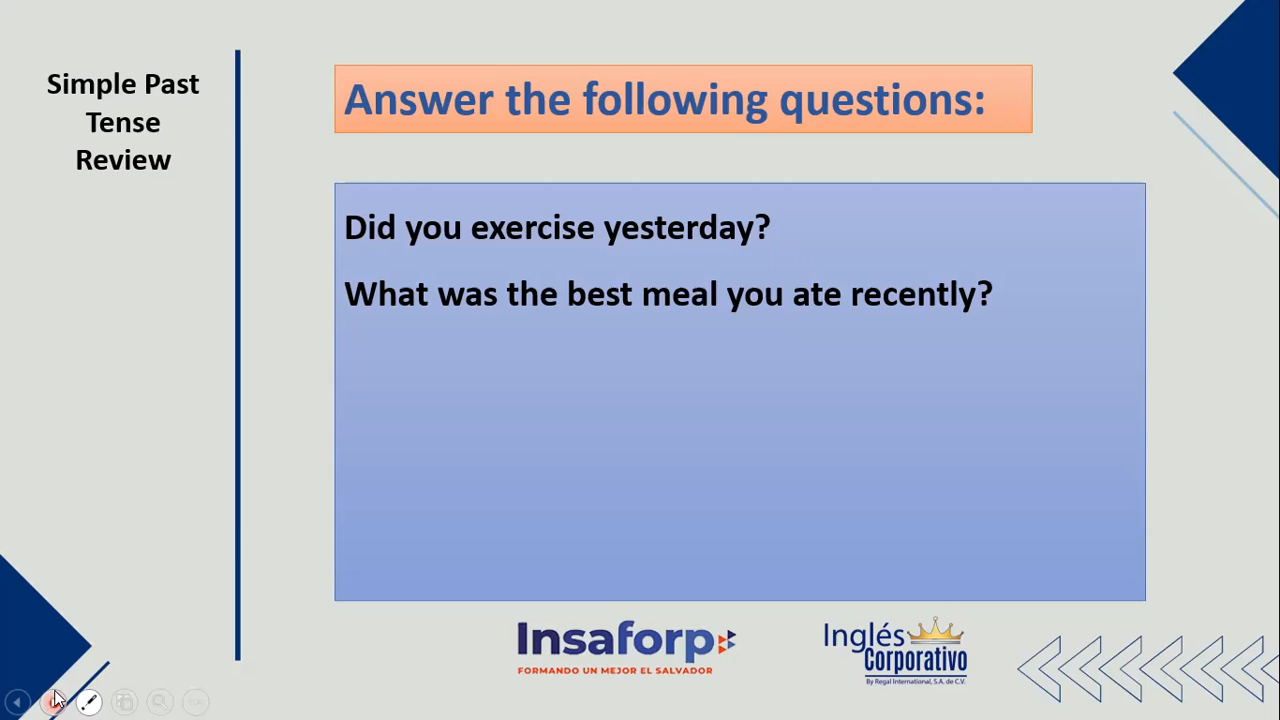 Simple Past
Tense
Review
Answer the following questions:
Did you exercise yesterday?
What was the best meal you ate recently?
Insaforp
FORMANDO UN MEJOR EL SALVADOR
Inglés
Corporativo
By Regal International, S.A. de C.V.